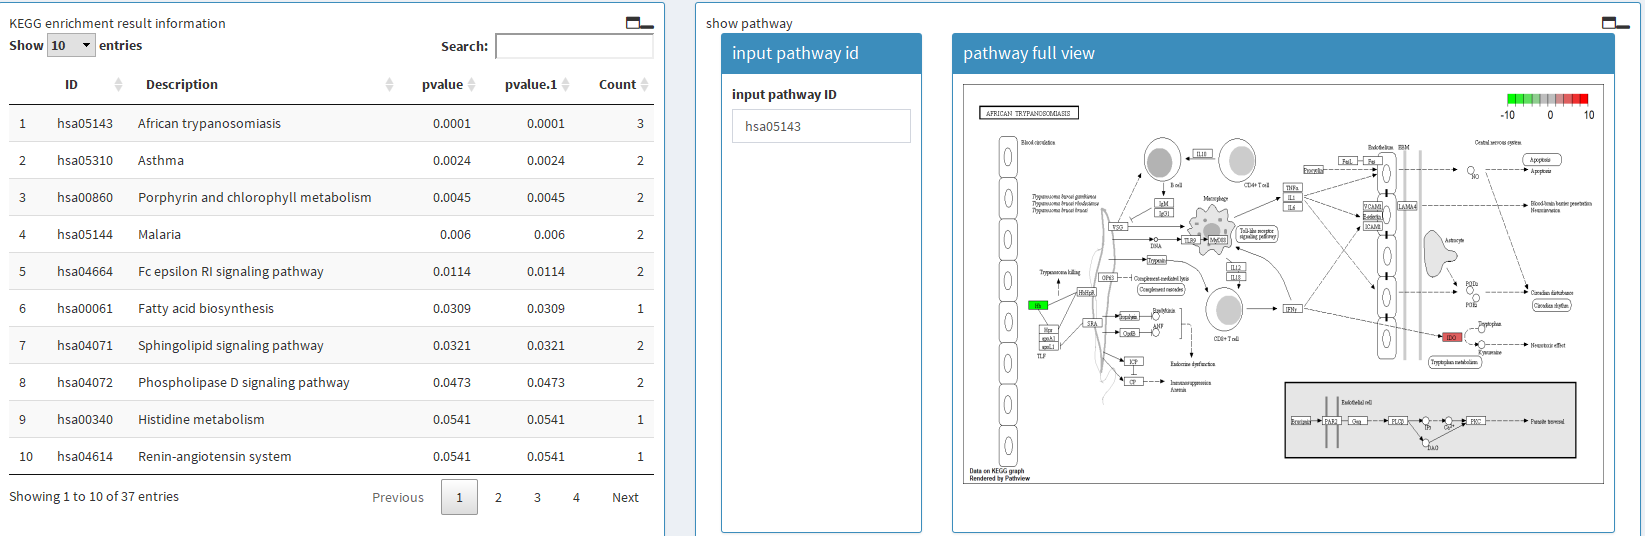 KEGG enrichment result information
Show 10 entries
Search:
ID Description pvalue pvalue.1 Count
1 hsa05143 African trypanosomiasis 0.0001 0.0001 3
2 hsa05310 Asthma 0.0024 0.0024 2
3 hsa00860 Porphyrin and chlorophyll metabolism 0.0045 0.0045 2
4 hsa05144 Malaria 0.006 0.006 2
5 hsa04664 Fc epsilon RI signaling pathway 0.0114 0.0114 2
6 hsa00061 Fatty acid biosynthesis 0.0309 0.0309 1
7 hsa04071 Sphingolipid signaling pathway 0.0321 0.0321 2
8 hsa04072 Phospholipase D signaling pathway 0.0473 0.0473 2
9 hsa00340 Histidine metabolism 0.0541 0.0541 1
10 hsa04614 Renin-angiotensin system 0.0541 0.0541 1
Showing 1 to 10 of 37 entries
Previous 1 2 3 4 Next
show pathway
input pathway id
input pathway ID
hsa05143
pathway full view
AFRICAN TRYPANOSOMIASIS
-10 0 10
Blood circulation
B cell
IL10
CD4+ T cell
IgM
IgG1
Trypanosoma brucei gambiense
Trypanosoma brucei rhodesiense
Trypanosoma brucei brucei
VSG
DNA
TLR9
MyD88
Macrophage
Toll-like receptor
signaling pathway
TNFα
IL1
IL6
Endothelium
EBM
Central nervous system
FasL
Fas
NO
Apoptosis
Apoptosis
VCAM1
E-selectin
ICAM1
LAMA4
Blood-brain barrier penetration
Neuroinvasion
Astrocyte
Trypanosoma killing
GPI-3
Complement-mediated lysis
Complement cascades
IL12
IL18
Hb
HbHpR
Hpr
apoA1
apoL1
TLF
SRA
OpdB
ANP
Bradykinin
CD8+ T cell
IFNγ
PGD2
PGE2
Circadian disturbance
Circadian rhythm
IDO
Tryptophan
Kynurenine
Neurotoxic effect
Tryptophan metabolism
Endocrine dysfunction
ICP
CP
Immunosuppression
Anemia
Endothelial cell
PAR2
Gαq
PLCβ
IP3
Ca2+
PKC
DAG
Parasite traversal
Data on KEGG graph
Rendered by Pathview